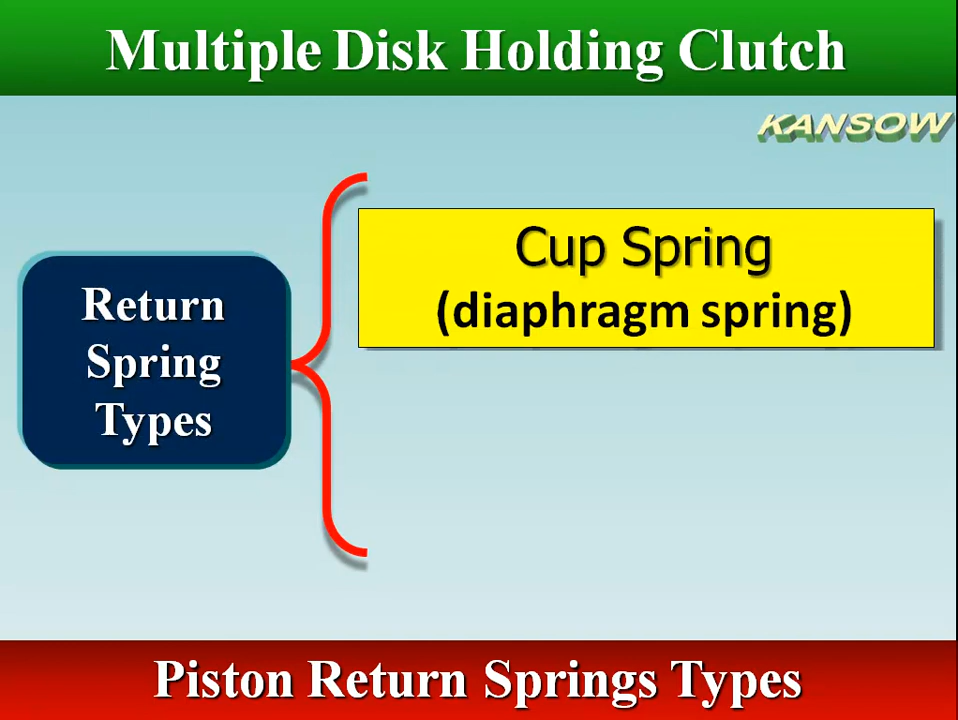 Multiple Disk Holding Clutch
KANSOW
Cup Spring
(diaphragm spring)
Return
Spring
Types
Piston Return Springs Types